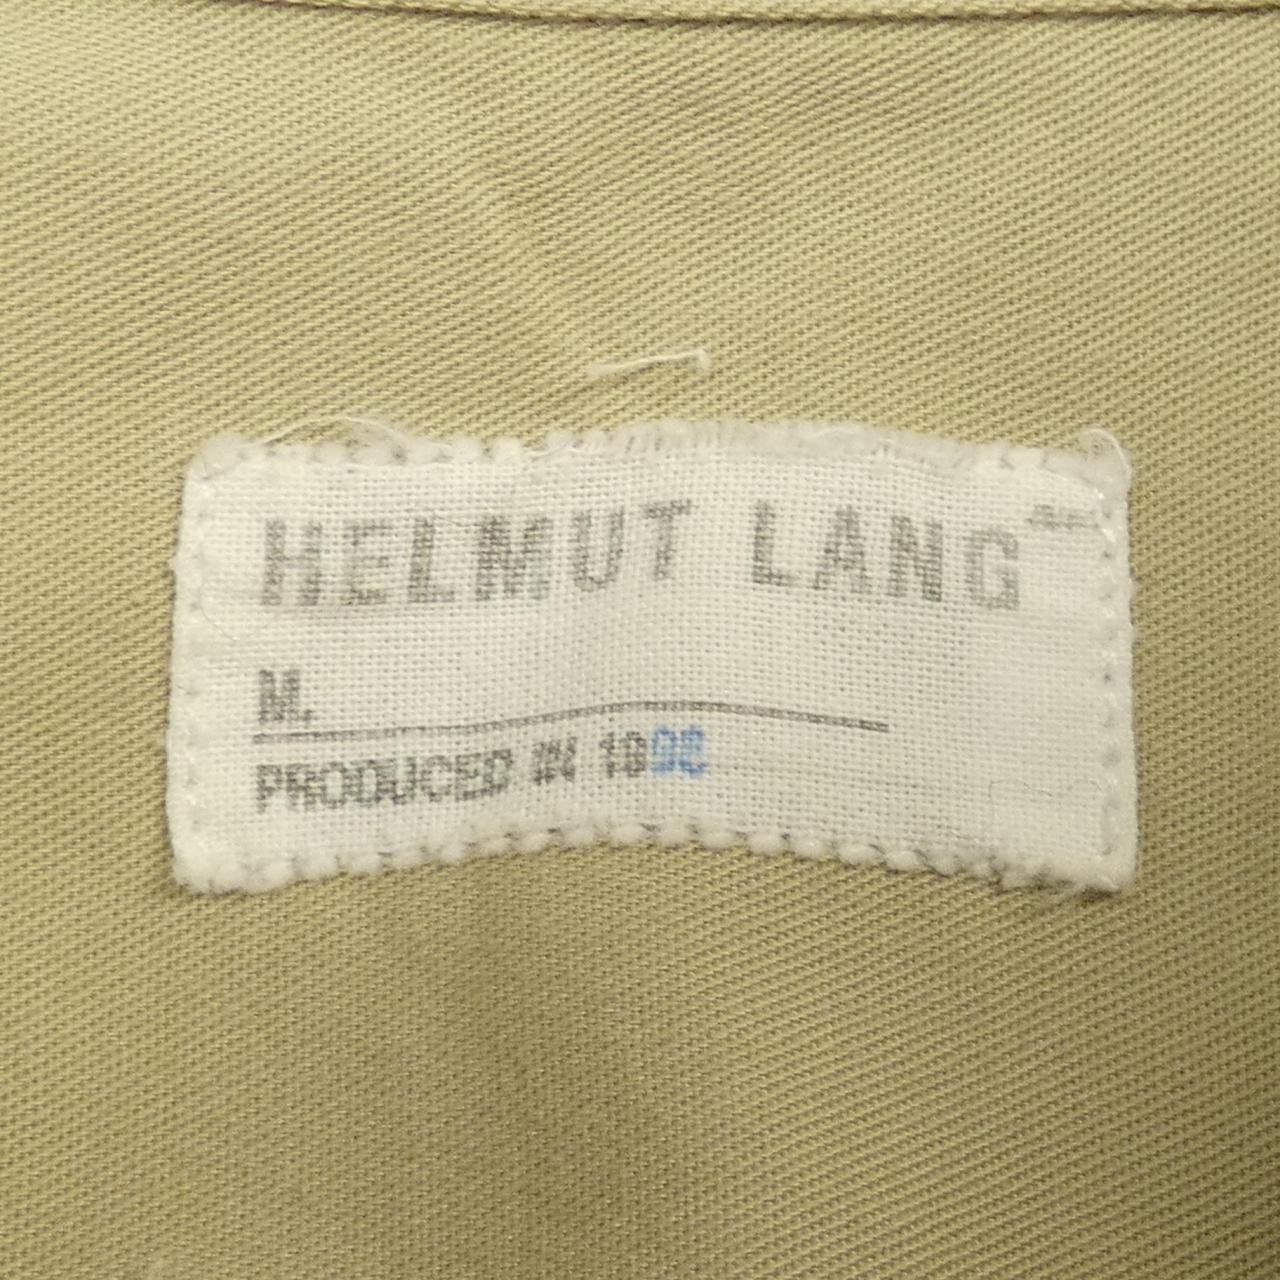 HELMUT LANG
M.
PRODUCED IN 1998